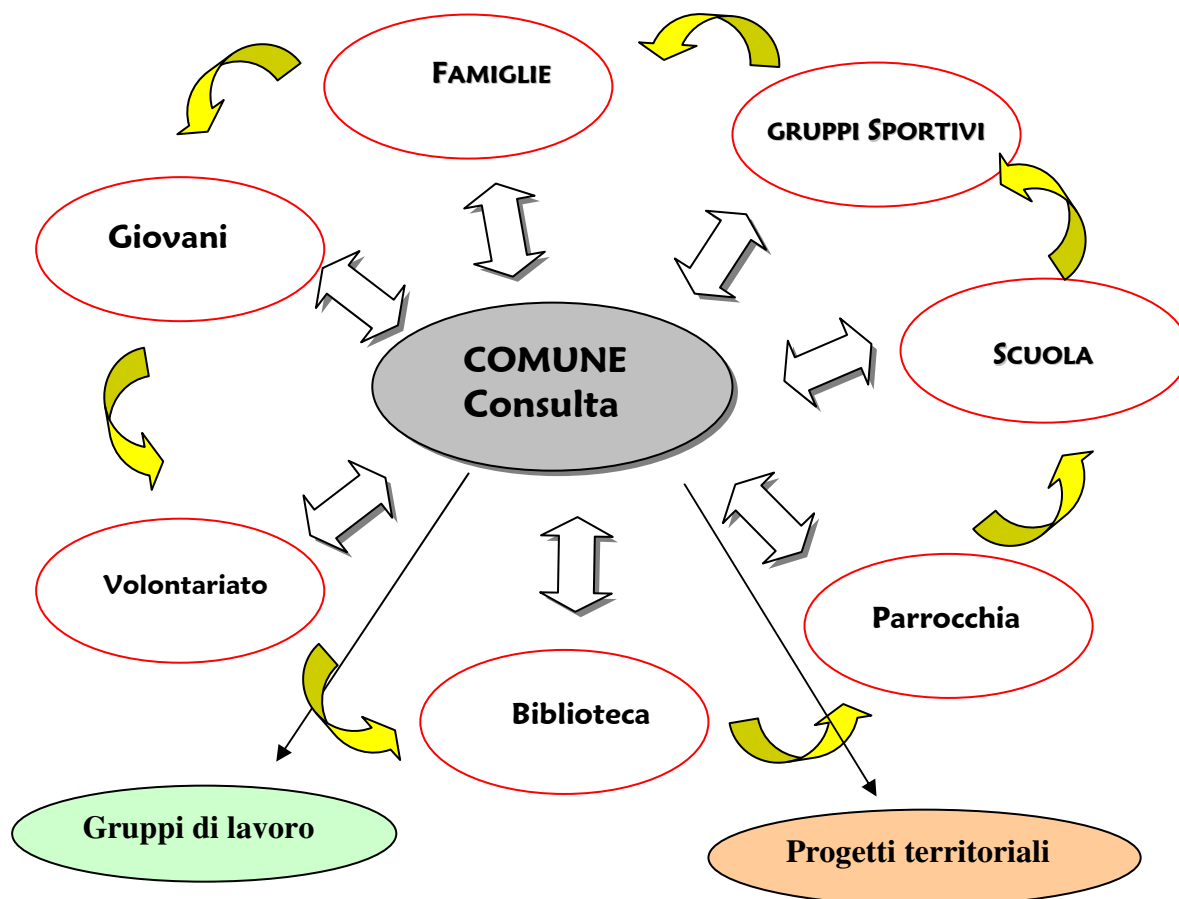 FAMIGLIE
GRUPPI SPORTIVI
Giovani
COMUNE
Consulta
SCUOLA
Volontariato
Parrocchia
Biblioteca
Gruppi di lavoro
Progetti territoriali